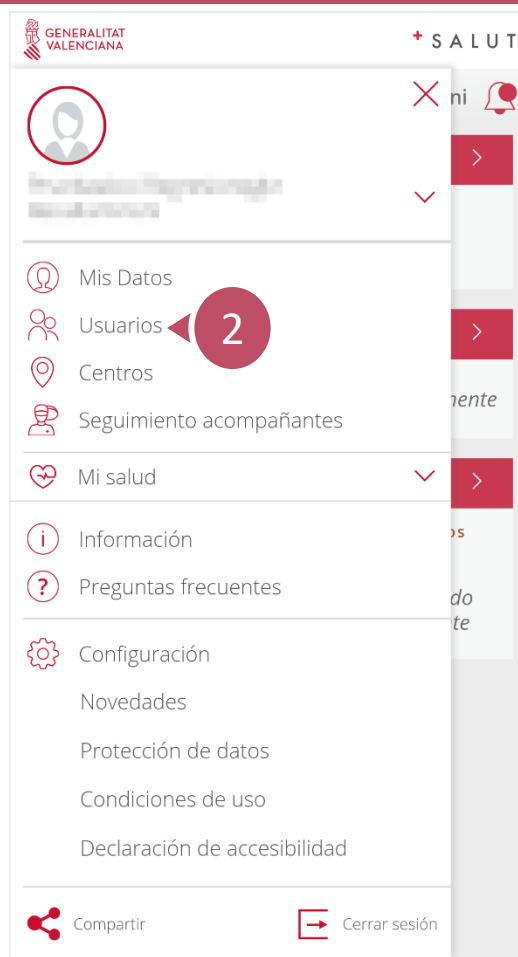 GENERALITAT
VALENCIANA
+SALUT
ni
Mis Datos
Usuarios
2
Centros
Seguimiento acompañantes
Mi salud
Información
Preguntas frecuentes
Configuración
Novedades
Protección de datos
Condiciones de uso
Declaración de accesibilidad
Compartir
Cerrar sesión
nente
os
do
te